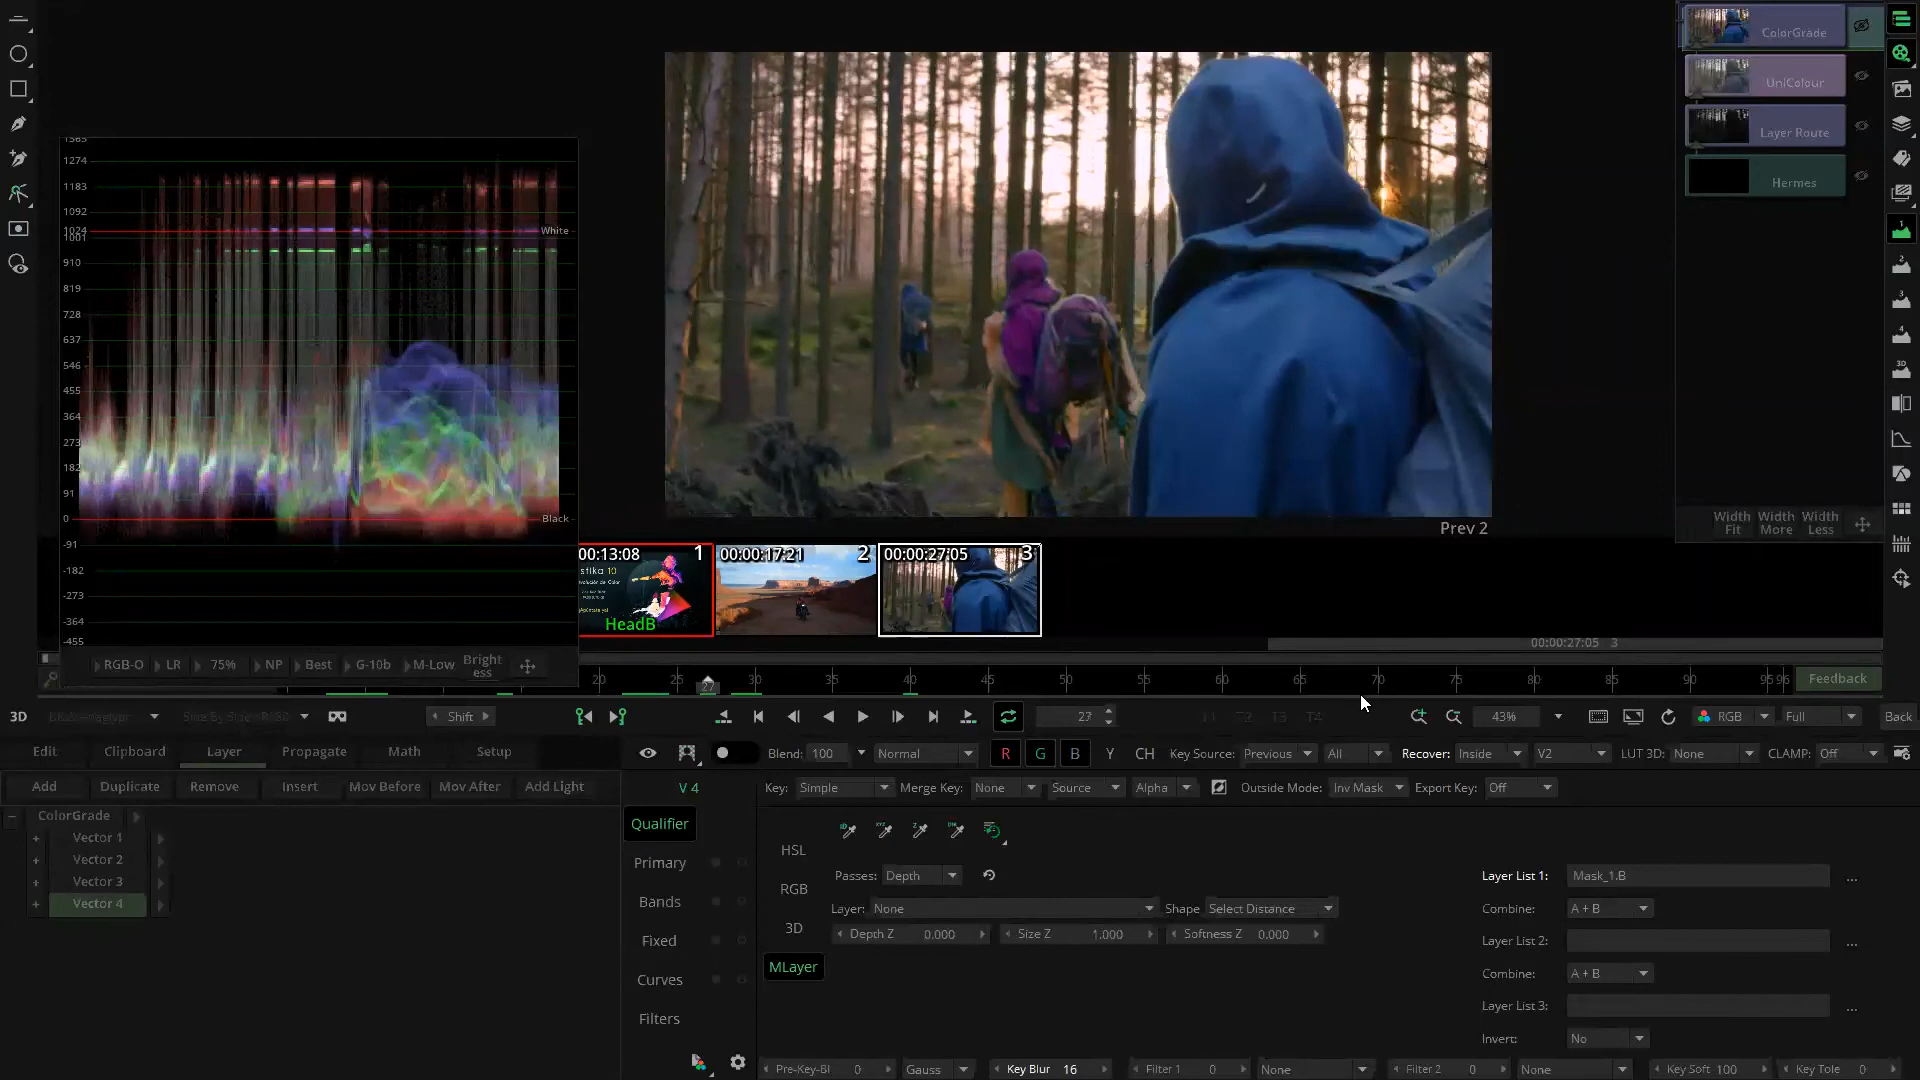 ColorGrade
UniColour
Layer Route
Hermes
1365
1274
1183
1092
1024
White
1001
910
819
728
637
546
455
364
273
182
91
0
Black
-91
-182
-273
-364
-455
Prev 2
Width Fit
Width More
Width Less
00:13:08 1
HeadB
00:00:17:21 2
00:00:27:05 3
00:00:27:05 3
RGB-O LR 75% NP Best G-10b M-Low Bright ess
20 25 27 30 35 40 45 50 55 60 65 70 75 80 85 90 95 96
Feedback
3D Shift 27 43% RGB Full Back
Edit Clipboard Layer Propagate Math Setup
Blend: 100 Normal R G B Y CH Key Source: Previous All Recover: Inside V2 LUT 3D: None CLAMP: Off
Add Duplicate Remove Insert Mov Before Mov After Add Light
V 4
Key: Simple Merge Key: None Source Alpha Outside Mode: Inv Mask Export Key: Off
ColorGrade
Vector 1
Vector 2
Vector 3
Vector 4
Qualifier
Primary
Bands
Fixed
Curves
Filters
HSL
RGB
3D
MLayer
Passes: Depth
Layer: None Shape Select Distance
Depth Z 0.000 Size Z 1.000 Softness Z 0.000
Layer List 1: Mask_1.B ...
Combine: A + B
Layer List 2: ...
Combine: A + B
Layer List 3: ...
Invert: No
Pre-Key-Bl 0 Gauss Key Blur 16 Filter 1 0 None Filter 2 0 None Key Soft 100 Key Tole 0